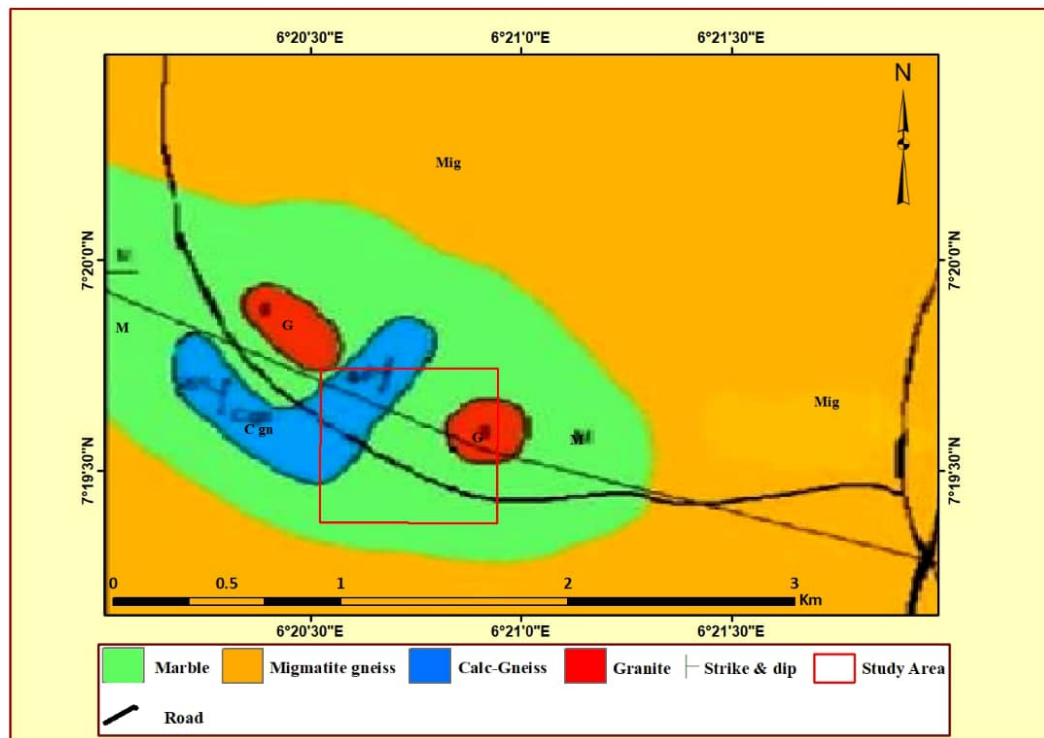 6°20'30"E 6°21'0"E 6°21'30"E
N
Mig
7°20'0"N 7°20'0"N
M
G
Mig
C gn
G
M
7°19'30"N 7°19'30"N
0 0.5 1 2 3
Km
6°20'30"E 6°21'0"E 6°21'30"E
Marble Migmatite gneiss Calc-Gneiss Granite Strike & dip Study Area
Road